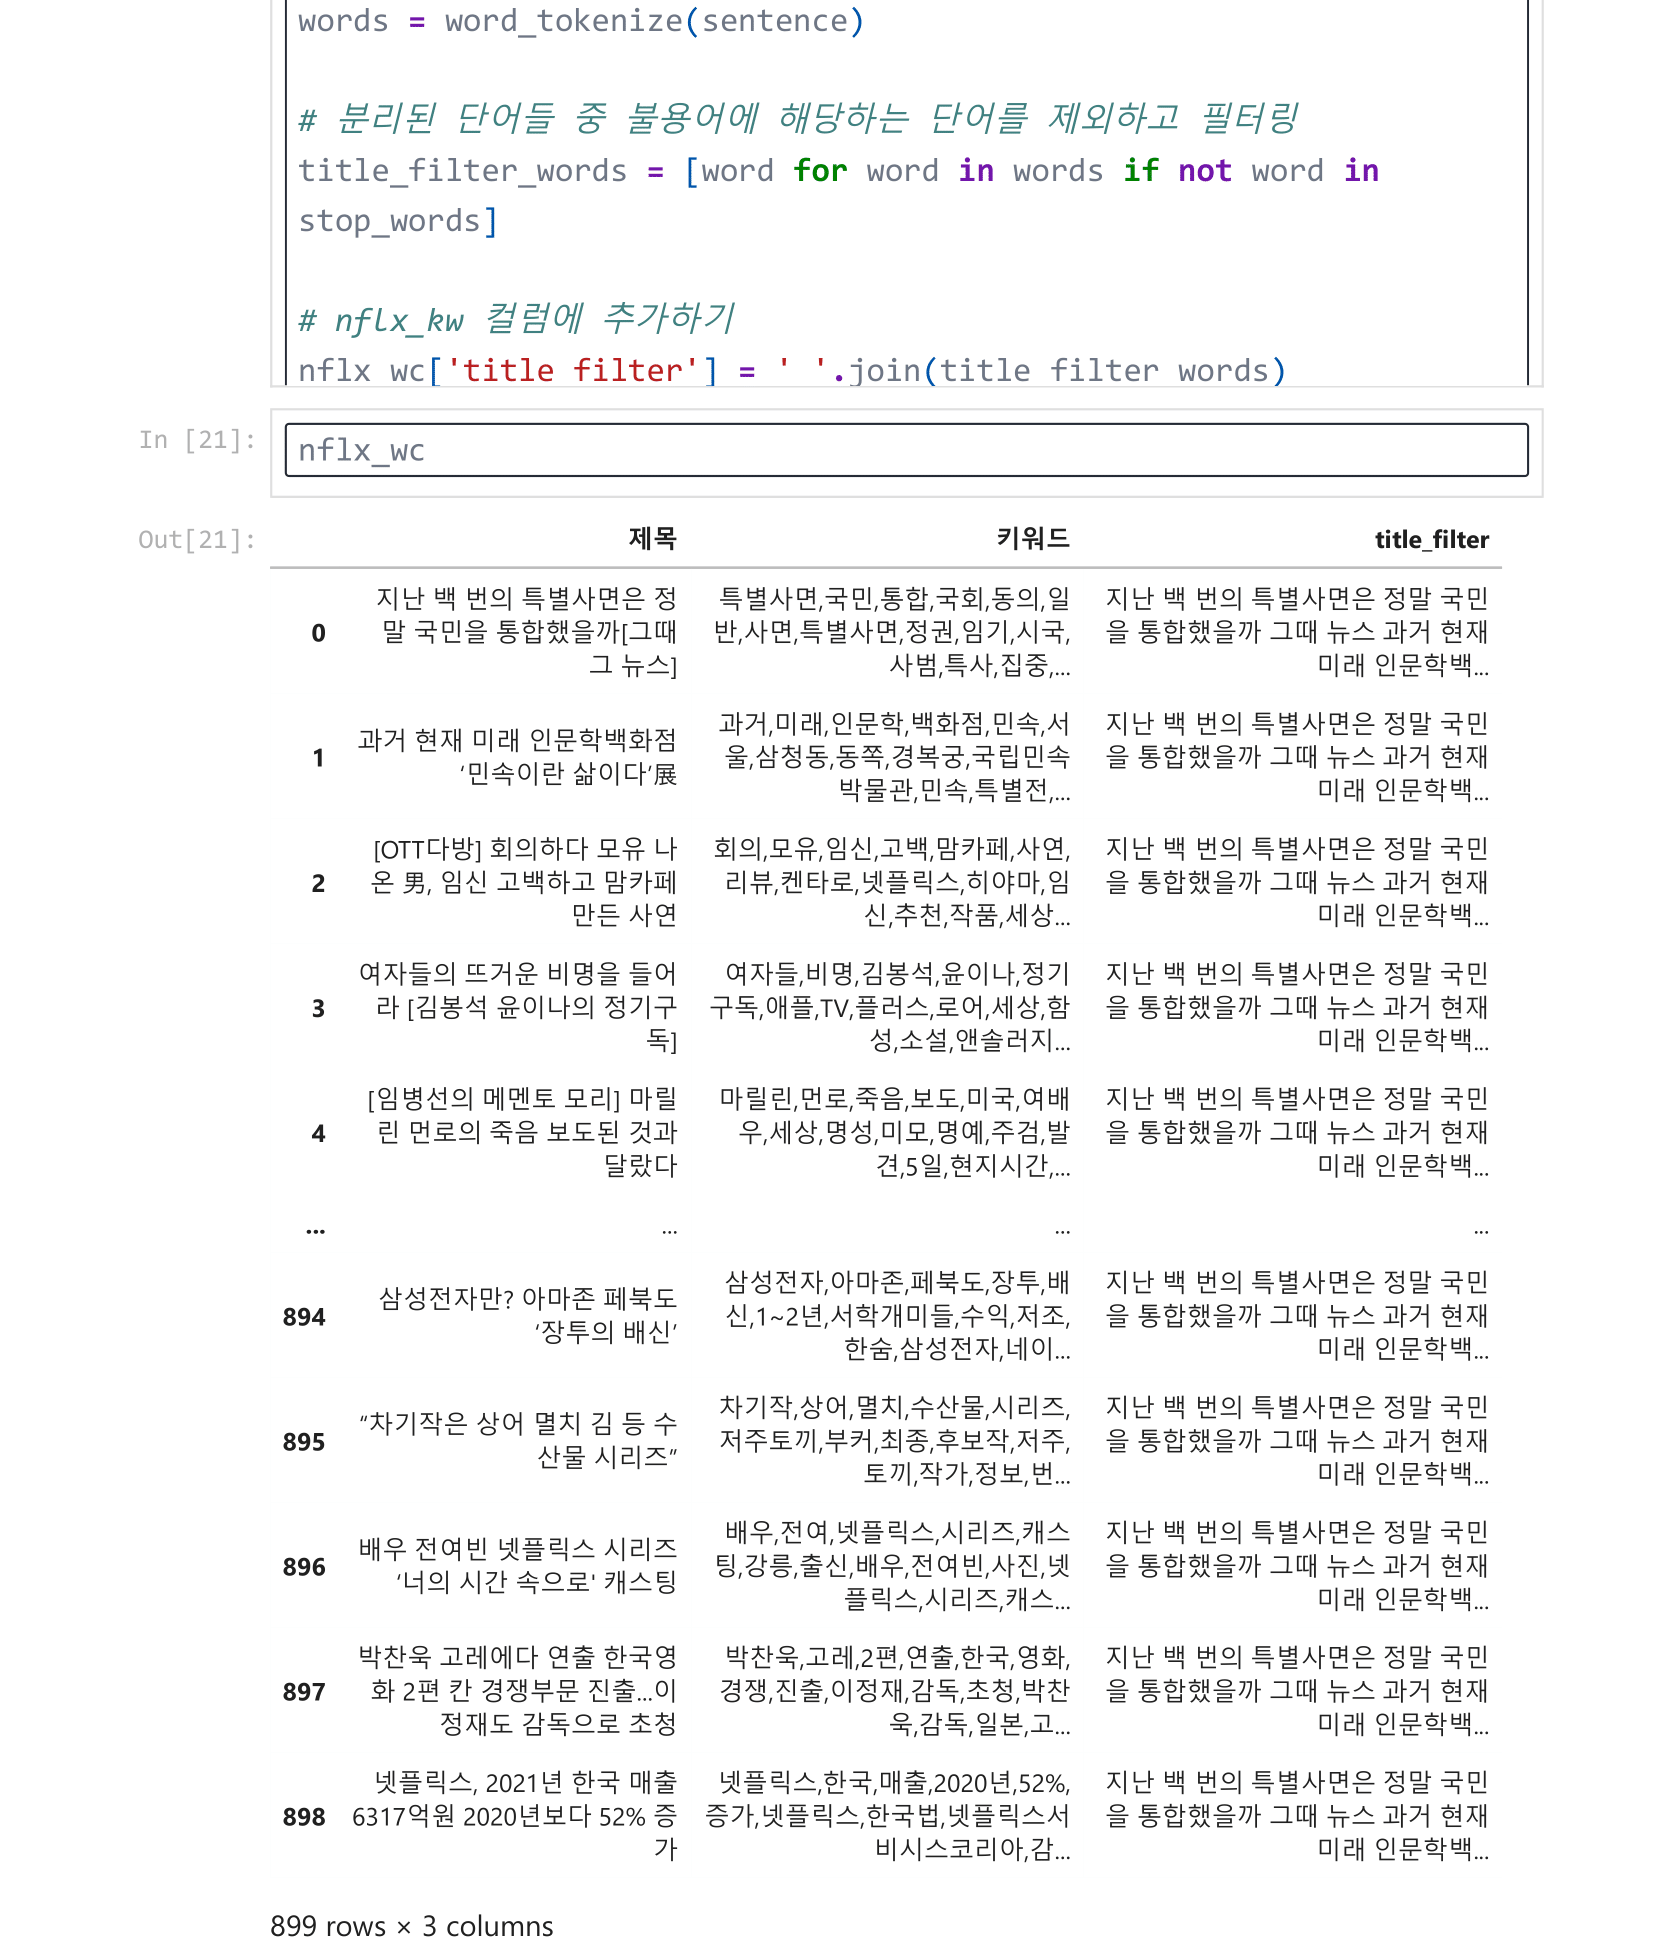 words = word_tokenize(sentence)
# 분리된 단어들 중 불용어에 해당하는 단어를 제외하고 필터링
title_filter_words = [word for word in words if not word in
stop_words]
# nflx_kw 컬럼에 추가하기
nflx_wc['title_filter'] = ' '.join(title_filter_words)
In [21]:
nflx_wc
Out[21]:
제목 키워드 title_filter
지난 백 번의 특별사면은 정 특별사면,국민,통합,국회,동의,일 지난 백 번의 특별사면은 정말 국민
0 말 국민을 통합했을까[그때 반,사면,특별사면,정권,임기,시국, 을 통합했을까 그때 뉴스 과거 현재
그 뉴스] 사범,특사,집중,... 미래 인문학백...
과거,미래,인문학,백화점,민속,서 지난 백 번의 특별사면은 정말 국민
1 과거 현재 미래 인문학백화점 울,삼청동,동쪽,경복궁,국립민속 을 통합했을까 그때 뉴스 과거 현재
‘민속이란 삶이다’展 박물관,민속,특별전,... 미래 인문학백...
[OTT다방] 회의하다 모유 나 회의,모유,임신,고백,맘카페,사연, 지난 백 번의 특별사면은 정말 국민
2 온 男, 임신 고백하고 맘카페 리뷰,켄타로,넷플릭스,히야마,임 을 통합했을까 그때 뉴스 과거 현재
만든 사연 신,추천,작품,세상... 미래 인문학백...
여자들의 뜨거운 비명을 들어 여자들,비명,김봉석,윤이나,정기 지난 백 번의 특별사면은 정말 국민
3 라 [김봉석 윤이나의 정기구 구독,애플,TV,플러스,로어,세상,함 을 통합했을까 그때 뉴스 과거 현재
독] 성,소설,앤솔러지... 미래 인문학백...
[임병선의 메멘토 모리] 마릴 마릴린,먼로,죽음,보도,미국,여배 지난 백 번의 특별사면은 정말 국민
4 린 먼로의 죽음 보도된 것과 우,세상,명성,미모,명예,주검,발 을 통합했을까 그때 뉴스 과거 현재
달랐다 견,5일,현지시간,... 미래 인문학백...
... ... ... ...
삼성전자,아마존,페북도,장투,배 지난 백 번의 특별사면은 정말 국민
894 삼성전자만? 아마존 페북도 신,1~2년,서학개미들,수익,저조, 을 통합했을까 그때 뉴스 과거 현재
‘장투의 배신’ 한숨,삼성전자,네이... 미래 인문학백...
차기작,상어,멸치,수산물,시리즈, 지난 백 번의 특별사면은 정말 국민
895 “차기작은 상어 멸치 김 등 수 저주토끼,부커,최종,후보작,저주, 을 통합했을까 그때 뉴스 과거 현재
산물 시리즈” 토끼,작가,정보,번... 미래 인문학백...
배우,전여,넷플릭스,시리즈,캐스 지난 백 번의 특별사면은 정말 국민
896 배우 전여빈 넷플릭스 시리즈 팅,강릉,출신,배우,전여빈,사진,넷 을 통합했을까 그때 뉴스 과거 현재
‘너의 시간 속으로' 캐스팅 플릭스,시리즈,캐스... 미래 인문학백...
박찬욱 고레에다 연출 한국영 박찬욱,고레,2편,연출,한국,영화, 지난 백 번의 특별사면은 정말 국민
897 화 2편 칸 경쟁부문 진출...이 경쟁,진출,이정재,감독,초청,박찬 을 통합했을까 그때 뉴스 과거 현재
정재도 감독으로 초청 욱,감독,일본,고... 미래 인문학백...
넷플릭스, 2021년 한국 매출 넷플릭스,한국,매출,2020년,52%, 지난 백 번의 특별사면은 정말 국민
898 6317억원 2020년보다 52% 증 증가,넷플릭스,한국법,넷플릭스서 을 통합했을까 그때 뉴스 과거 현재
가 비시스코리아,감... 미래 인문학백...
899 rows × 3 columns